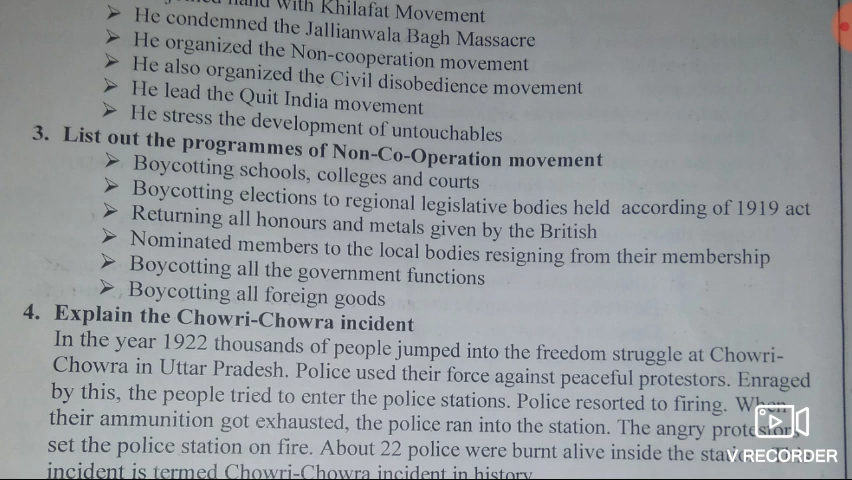 hand with Khilafat Movement
➤ He condemned the Jallianwala Bagh Massacre
➤ He organized the Non-cooperation movement
➤ He also organized the Civil disobedience movement
➤ He lead the Quit India movement
➤ He stress the development of untouchables
3. List out the programmes of Non-Co-Operation movement
➤ Boycotting schools, colleges and courts
➤ Boycotting elections to regional legislative bodies held according of 1919 act
➤ Returning all honours and metals given by the British
➤ Nominated members to the local bodies resigning from their membership
➤ Boycotting all the government functions
➤ Boycotting all foreign goods
4. Explain the Chowri-Chowra incident
In the year 1922 thousands of people jumped into the freedom struggle at Chowri-
Chowra in Uttar Pradesh. Police used their force against peaceful protestors. Enraged
by this, the people tried to enter the police stations. Police resorted to firing. When
their ammunition got exhausted, the police ran into the station. The angry protestors
set the police station on fire. About 22 police were burnt alive inside the
incident is termed Chowri-Chowra incident in history
V RECORDER